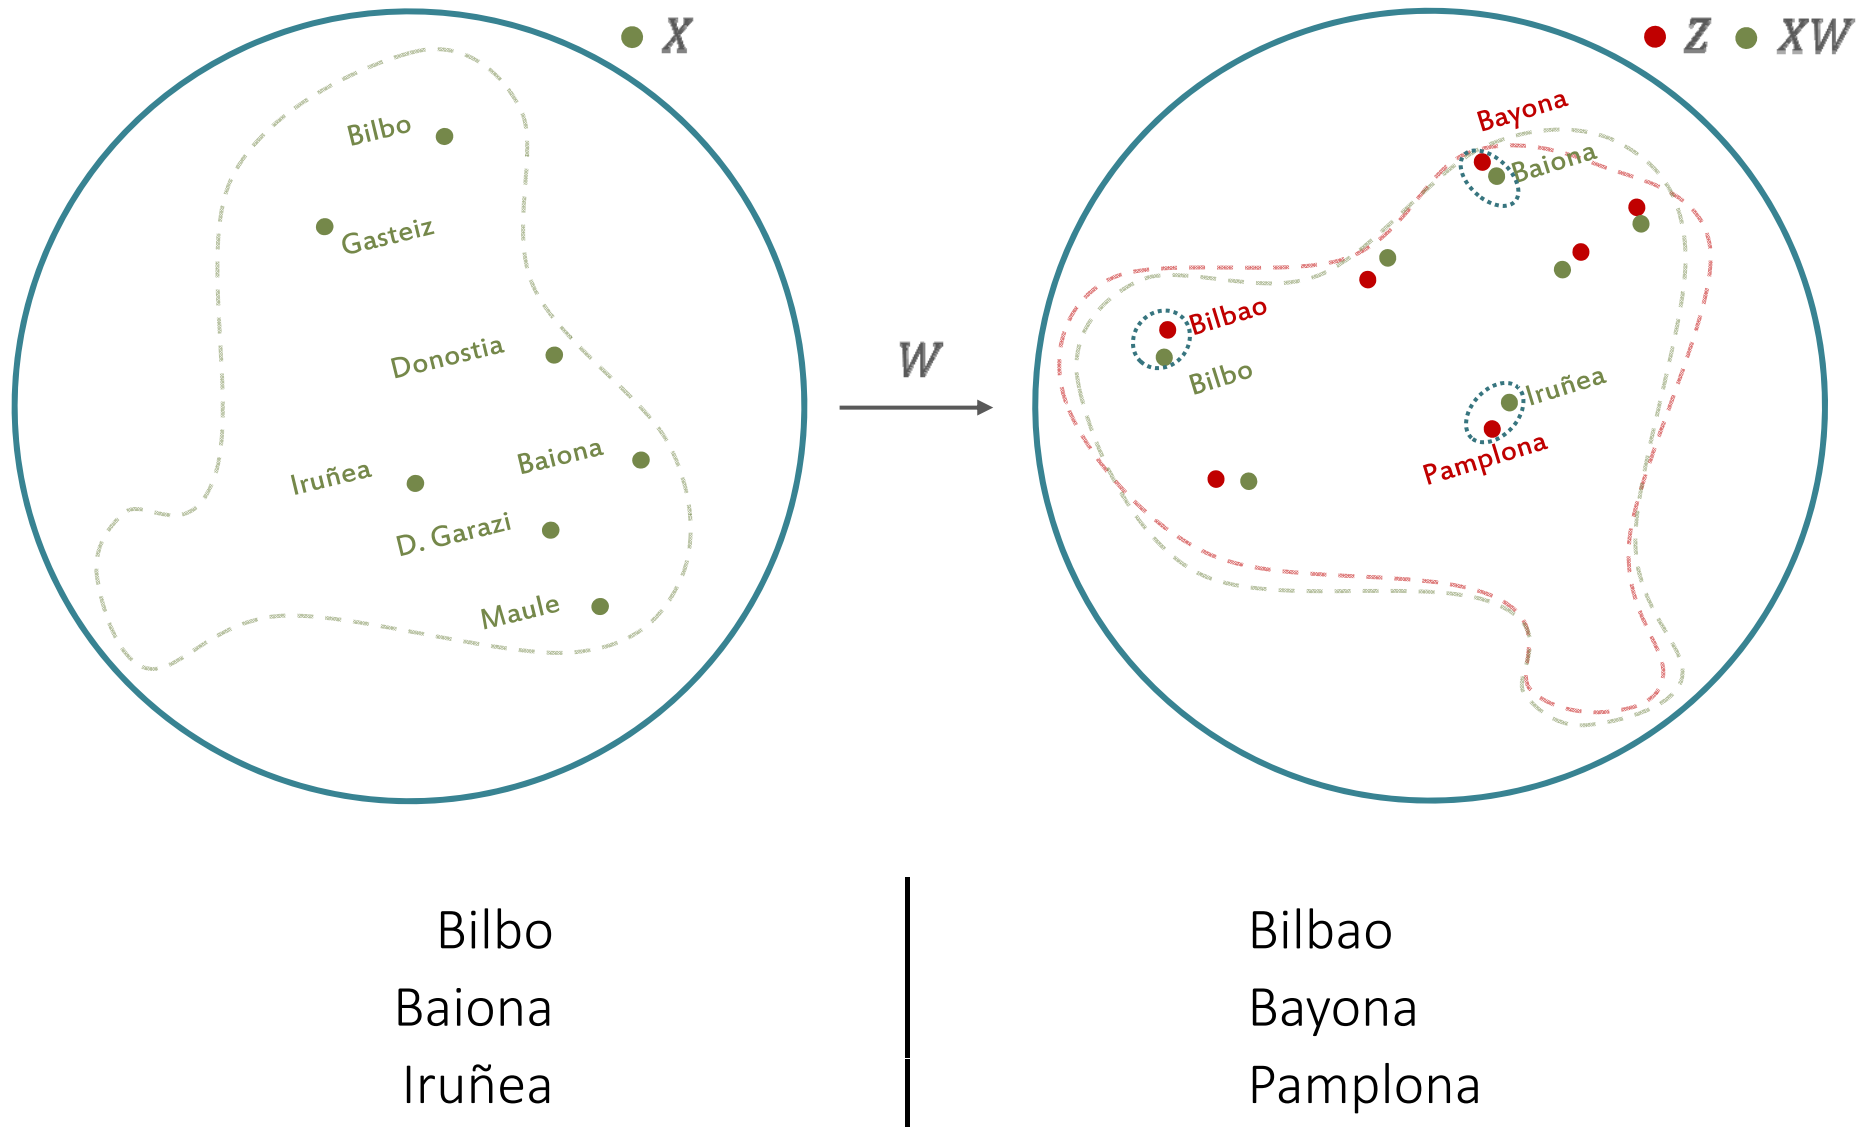 X
Bilbo
Gasteiz
Donostia
Baiona
Iruñea
D. Garazi
Maule
W
Z XW
Bayona
Baiona
Bilbao
Bilbo
Iruñea
Pamplona
Bilbo Bilbao
Baiona Bayona
Iruñea Pamplona